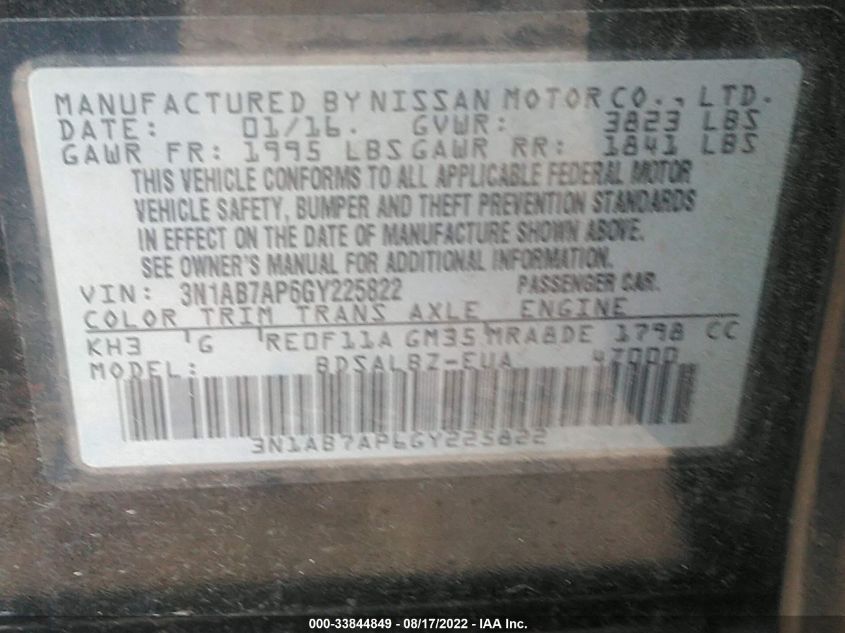 MANUFACTURED BY NISSAN MOTOR CO., LTD.
DATE: 01/16. GVWR: 3823 LBS
GAWR FR: 1995 LBS GAWR RR: 1841 LBS
THIS VEHICLE CONFORMS TO ALL APPLICABLE FEDERAL MOTOR
VEHICLE SAFETY, BUMPER AND THEFT PREVENTION STANDARDS
IN EFFECT ON THE DATE OF MANUFACTURE SHOWN ABOVE.
SEE OWNER'S MANUAL FOR ADDITIONAL INFORMATION.
VIN: 3N1AB7AP6GY225822 PASSENGER CAR.
COLOR TRIM TRANS AXLE ENGINE
KH3 G RE0F11A GM35 MRA8DE 1798 CC
MODEL: BDSALBZ-EUA 47000
3N1AB7AP6GY225822
000-33844849 - 08/17/2022 - IAA Inc.